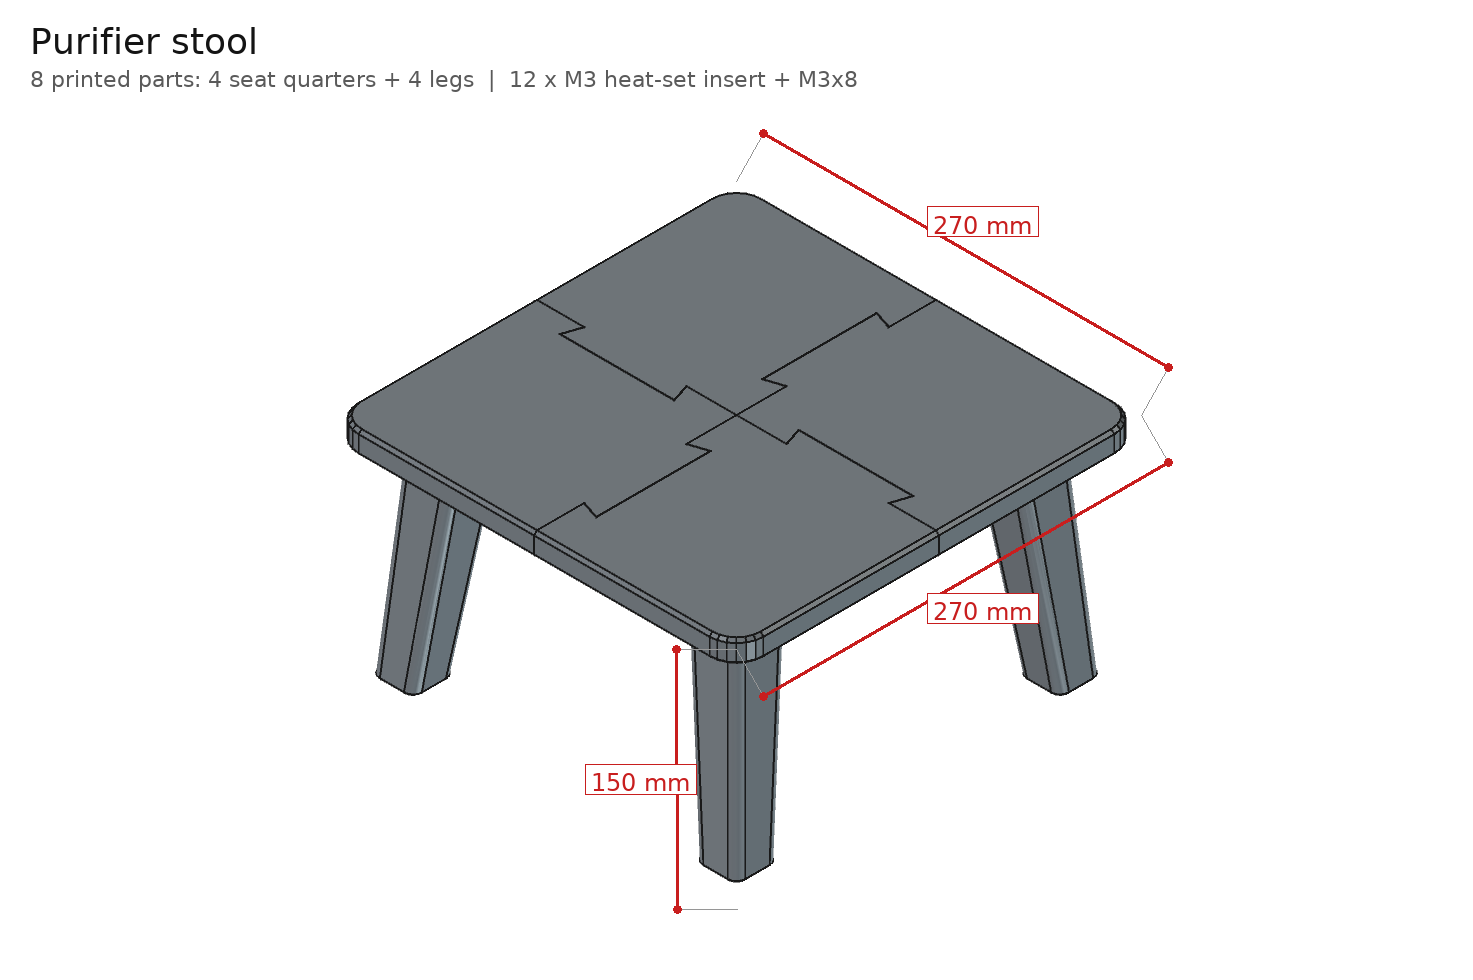 Purifier stool
8 printed parts: 4 seat quarters + 4 legs  |  12 x M3 heat-set insert + M3x8
270 mm
270 mm
150 mm